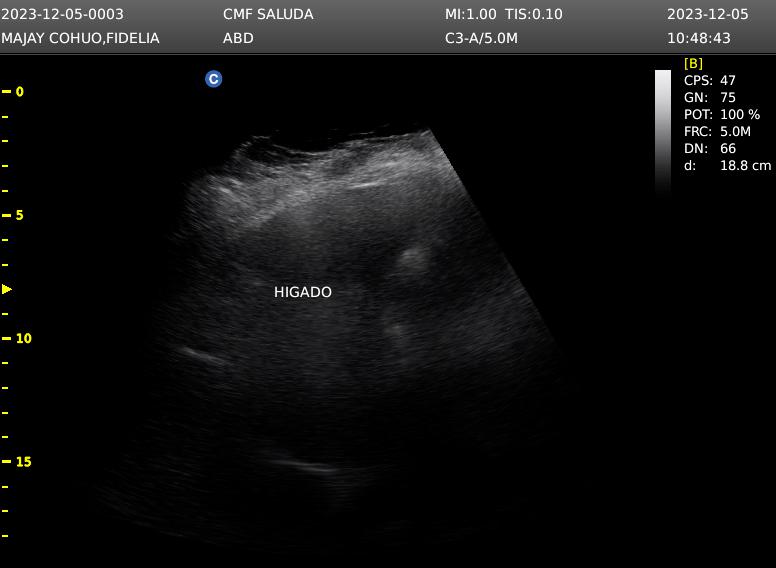 2023-12-05-0003 CMF SALUDA MI:1.00 TIS:0.10 2023-12-05
MAJAY COHUO,FIDELIA ABD C3-A/5.0M 10:48:43
[B]
CPS: 47
GN: 75
POT: 100 %
FRC: 5.0M
DN: 66
d: 18.8 cm
C
0
5
HIGADO
10
15